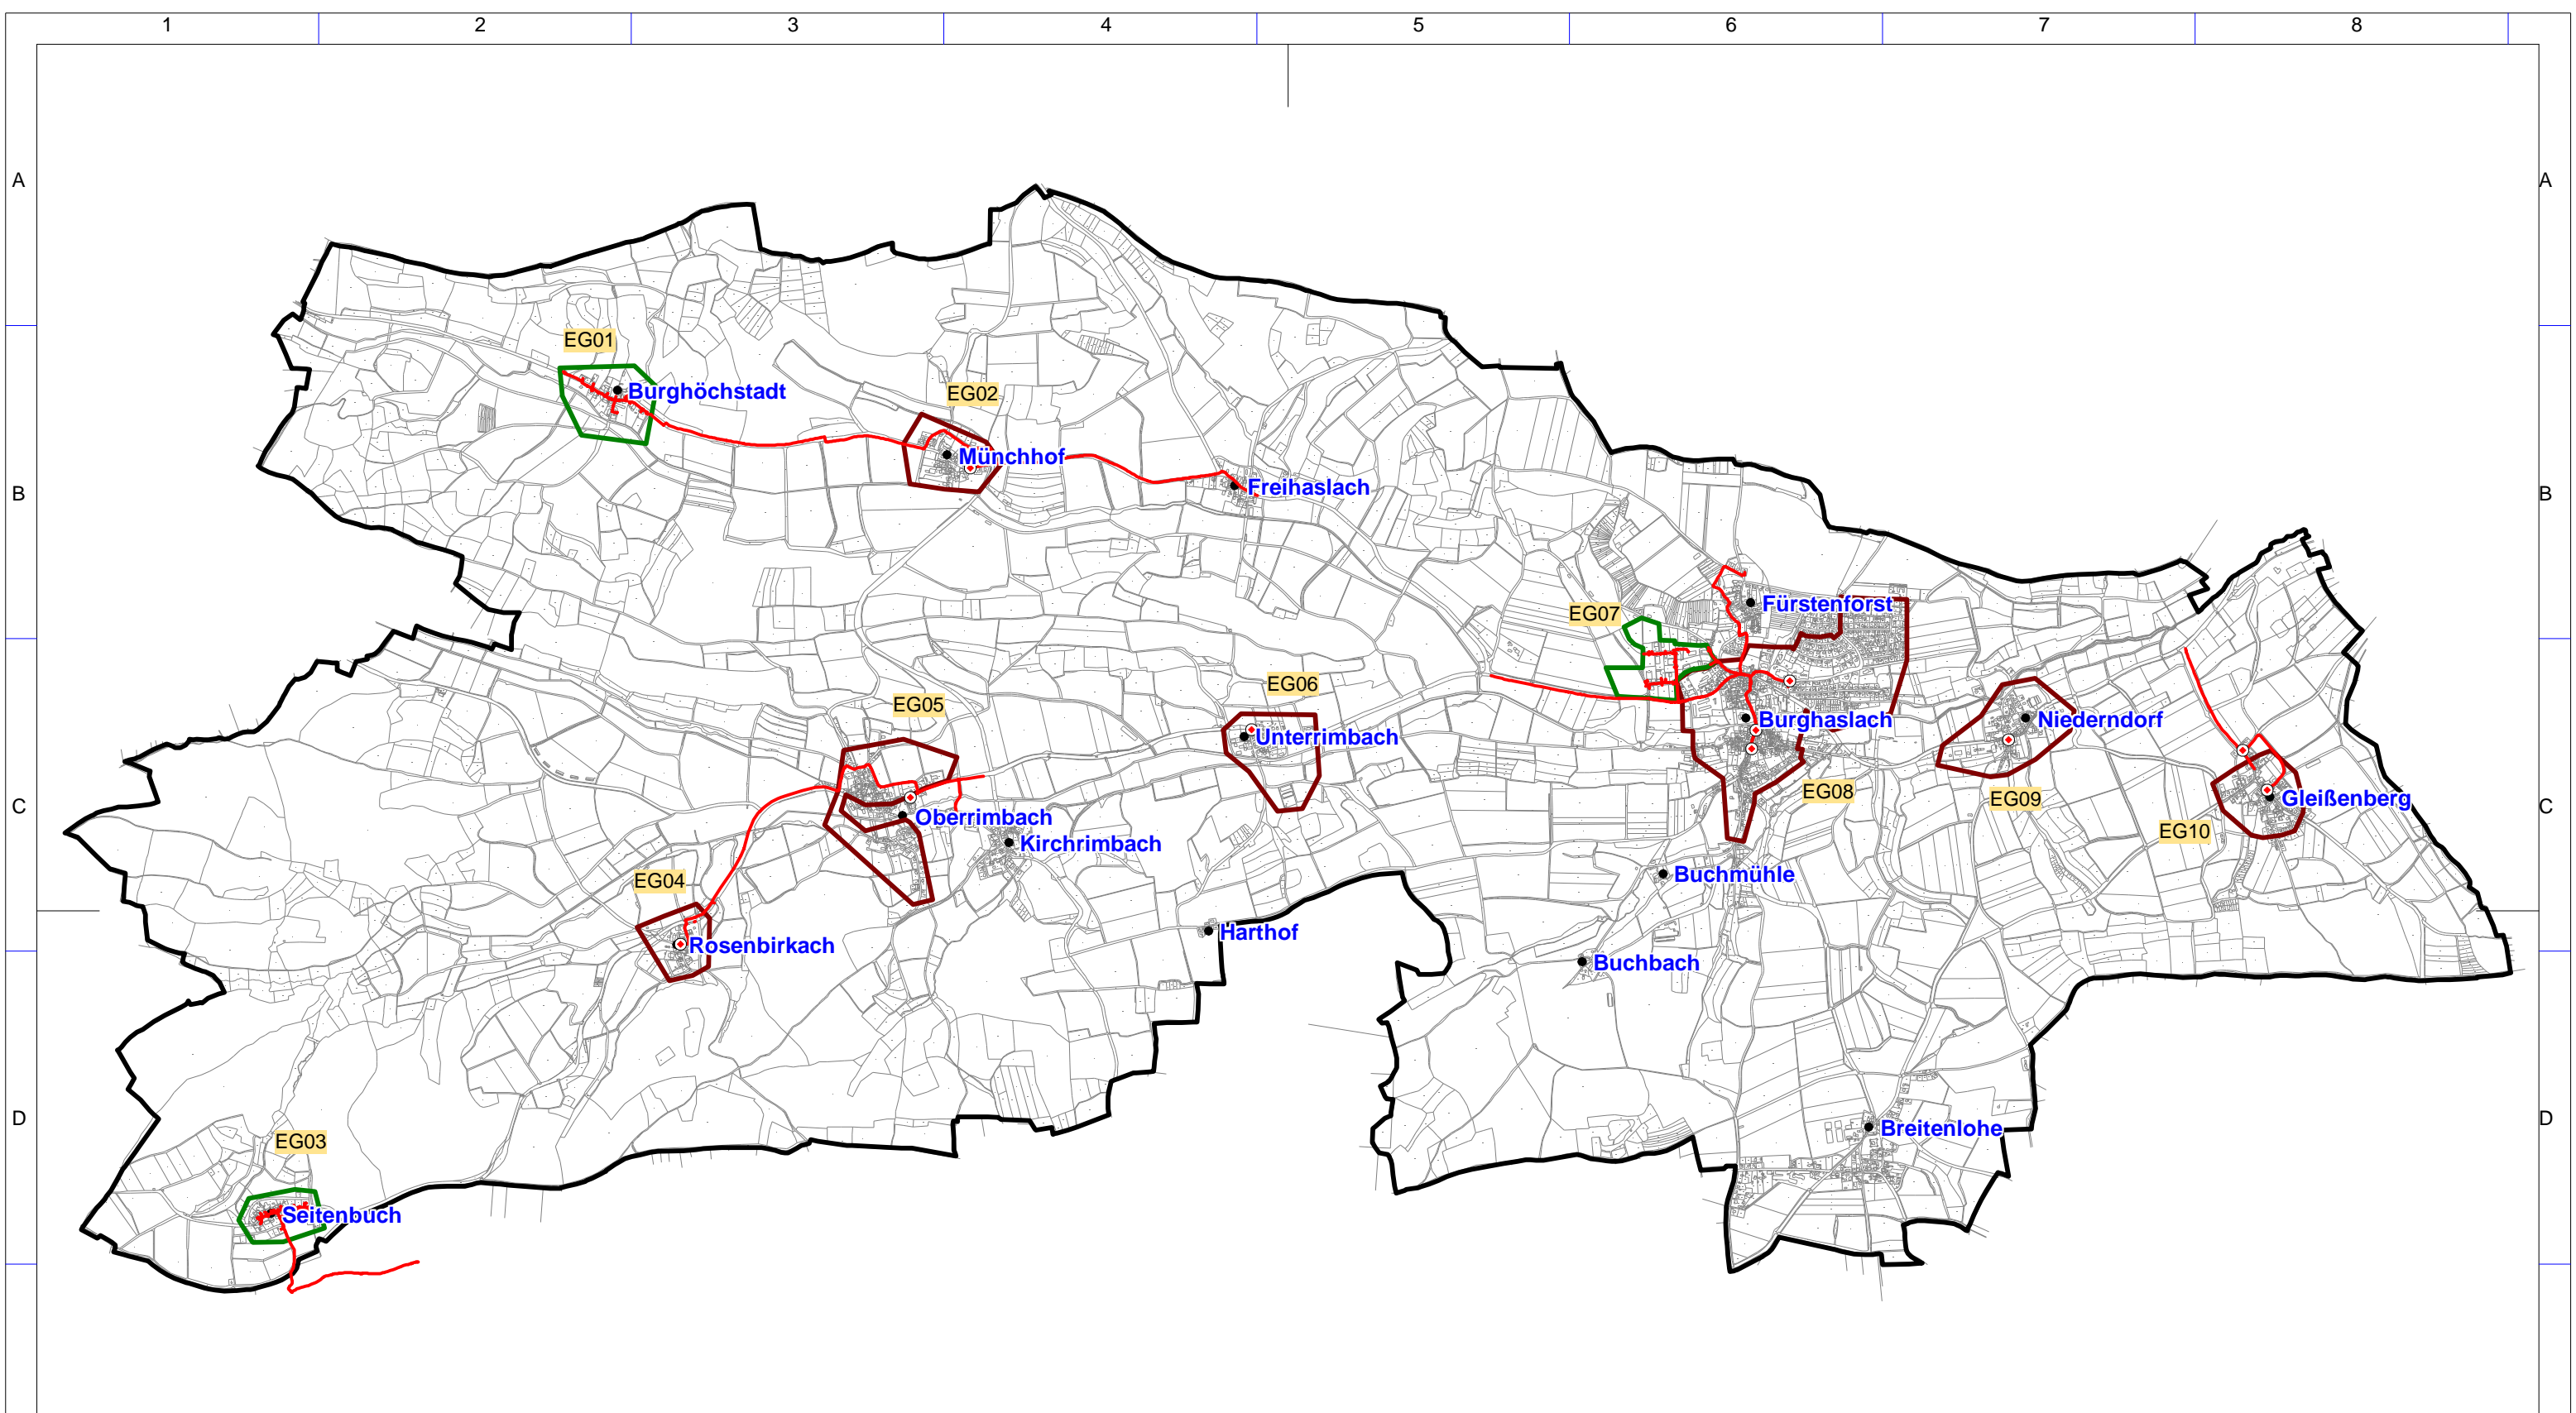 1 2 3 4 5 6 7 8
A A
EG01
Burghöchstadt
EG02
Münchhof
B B
Freihaslach
Fürstenforst
EG07
EG06
EG05
Niederndorf
Burghaslach
Unterrimbach
EG08
Gleißenberg
EG09
C C
Oberrimbach
EG10
Kirchrimbach
Buchmühle
EG04
Harthof
Rosenbirkach
Buchbach
D D
Breitenlohe
EG03
Seitenbuch